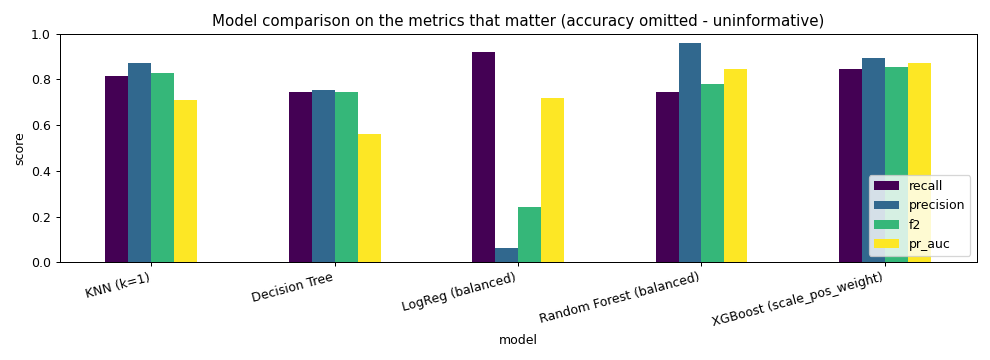 Model comparison on the metrics that matter (accuracy omitted - uninformative)
score
1.0
0.8
0.6
0.4
0.2
0.0
recall
precision
f2
pr_auc
KNN (k=1)
Decision Tree
LogReg (balanced)
Random Forest (balanced)
XGBoost (scale_pos_weight)
model